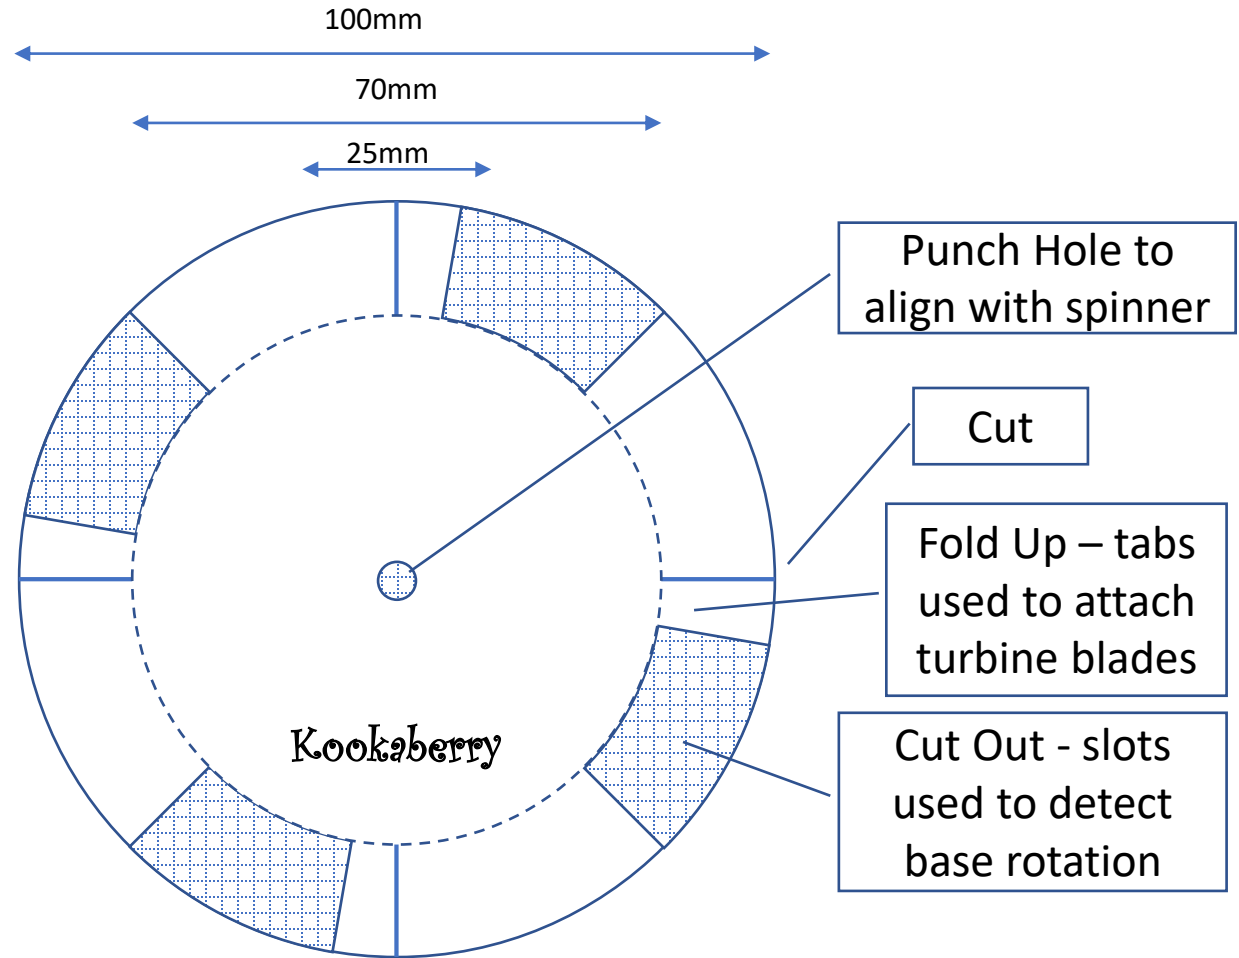 100mm
70mm
25mm
Punch Hole to
align with spinner
Cut
Fold Up – tabs
used to attach
turbine blades
Kookaberry
Cut Out - slots
used to detect
base rotation